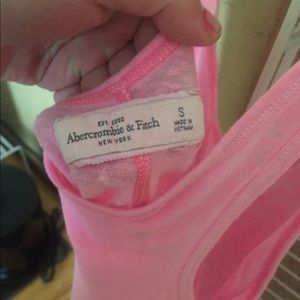 EST. 1892
Abercrombie & Fitch
NEW YORK
S
MADE IN
VIETNAM